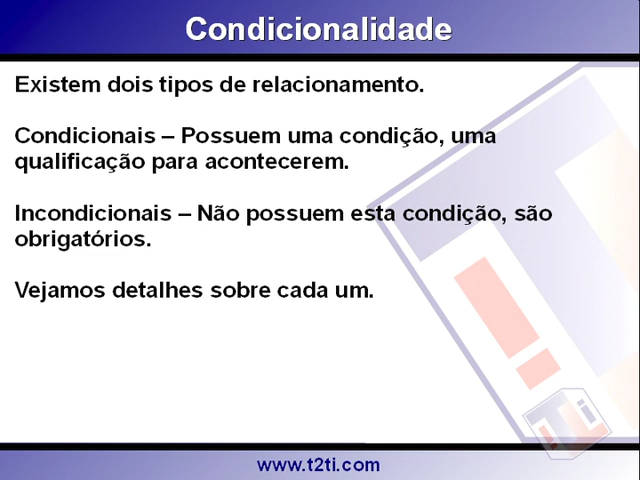 Condicionalidade
Existem dois tipos de relacionamento.
Condicionais – Possuem uma condição, uma
qualificação para acontecerem.
Incondicionais – Não possuem esta condição, são
obrigatórios.
Vejamos detalhes sobre cada um.
www.t2ti.com